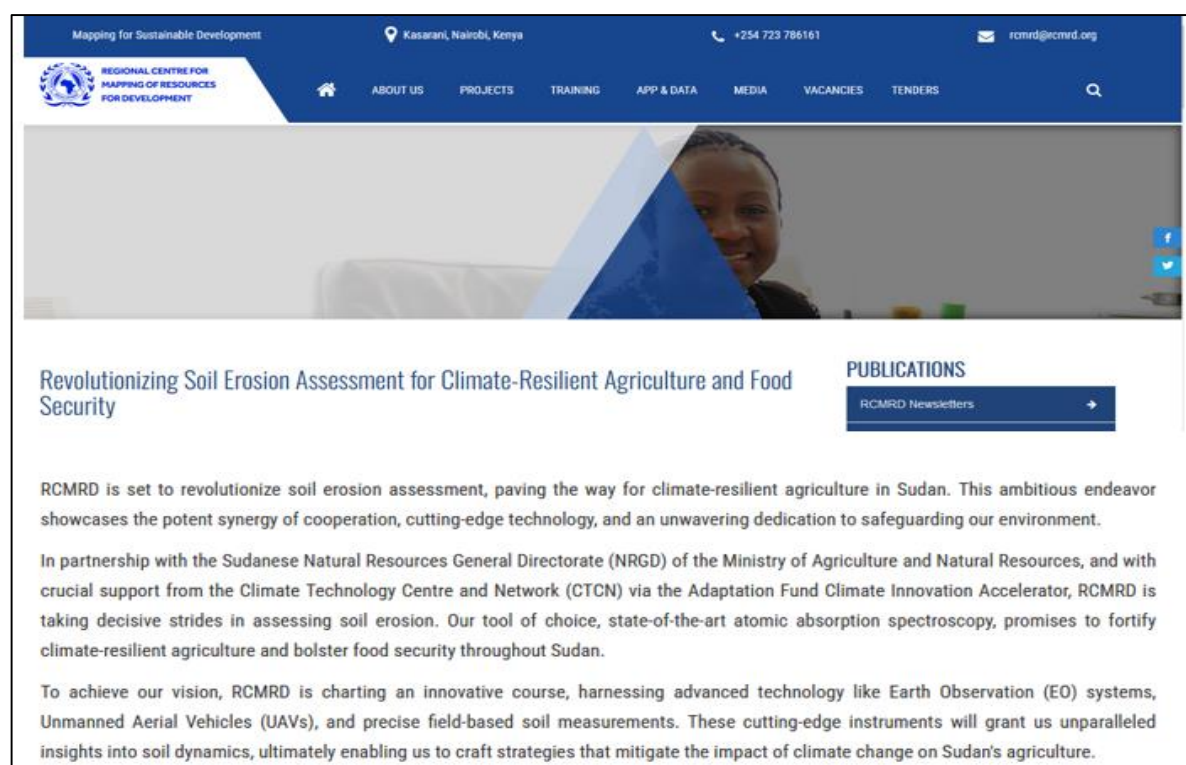 Mapping for Sustainable Development
Kasarani, Nairobi, Kenya
+254 723 786161
rcmrd@rcmrd.org
REGIONAL CENTRE FOR
MAPPING OF RESOURCES
FOR DEVELOPMENT
ABOUT US
PROJECTS
TRAINING
APP & DATA
MEDIA
VACANCIES
TENDERS
Revolutionizing Soil Erosion Assessment for Climate-Resilient Agriculture and Food
Security
PUBLICATIONS
RCMRD Newsletters
RCMRD is set to revolutionize soil erosion assessment, paving the way for climate-resilient agriculture in Sudan. This ambitious endeavor
showcases the potent synergy of cooperation, cutting-edge technology, and an unwavering dedication to safeguarding our environment.
In partnership with the Sudanese Natural Resources General Directorate (NRGD) of the Ministry of Agriculture and Natural Resources, and with
crucial support from the Climate Technology Centre and Network (CTCN) via the Adaptation Fund Climate Innovation Accelerator, RCMRD is
taking decisive strides in assessing soil erosion. Our tool of choice, state-of-the-art atomic absorption spectroscopy, promises to fortify
climate-resilient agriculture and bolster food security throughout Sudan.
To achieve our vision, RCMRD is charting an innovative course, harnessing advanced technology like Earth Observation (EO) systems,
Unmanned Aerial Vehicles (UAVs), and precise field-based soil measurements. These cutting-edge instruments will grant us unparalleled
insights into soil dynamics, ultimately enabling us to craft strategies that mitigate the impact of climate change on Sudan's agriculture.